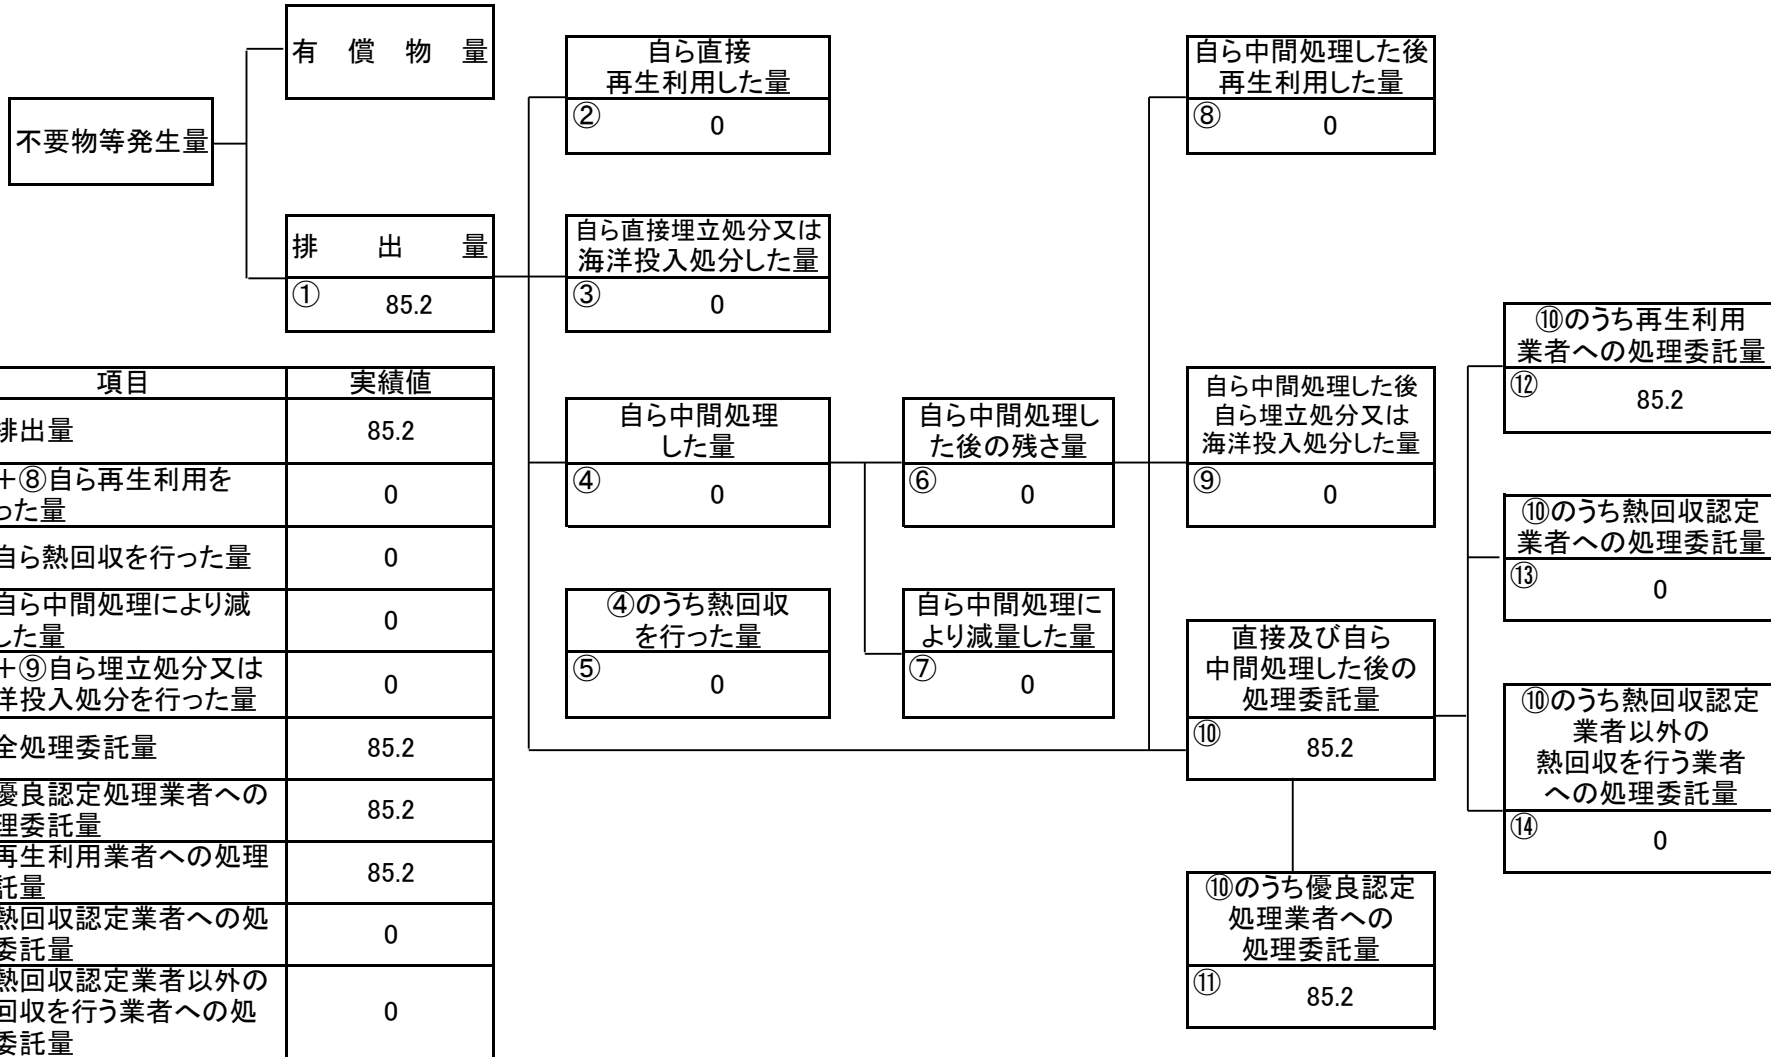 有 償 物 量
不要物等発生量
排 出 量
① 85.2
自ら直接
再生利用した量
② 0
自ら直接埋立処分又は
海洋投入処分した量
③ 0
自ら中間処理
した量
④ 0
④のうち熱回収
を行った量
⑤ 0
自ら中間処理し
た後の残さ量
⑥ 0
自ら中間処理に
より減量した量
⑦ 0
自ら中間処理した後
再生利用した量
⑧ 0
自ら中間処理した後
自ら埋立処分又は
海洋投入処分した量
⑨ 0
直接及び自ら
中間処理した後の
処理委託量
⑩ 85.2
⑩のうち優良認定
処理業者への
処理委託量
⑪ 85.2
⑩のうち再生利用
業者への処理委託量
⑫ 85.2
⑩のうち熱回収認定
業者への処理委託量
⑬ 0
⑩のうち熱回収認定
業者以外の
熱回収を行う業者
への処理委託量
⑭ 0
項目 実績値
排出量 85.2
+⑧自ら再生利用を
った量 0
自ら熱回収を行った量 0
自ら中間処理により減
した量 0
+⑨自ら埋立処分又は
洋投入処分を行った量 0
全処理委託量 85.2
優良認定処理業者への
理委託量 85.2
再生利用業者への処理
託量 85.2
熱回収認定業者への処
委託量 0
熱回収認定業者以外の
回収を行う業者への処
委託量 0